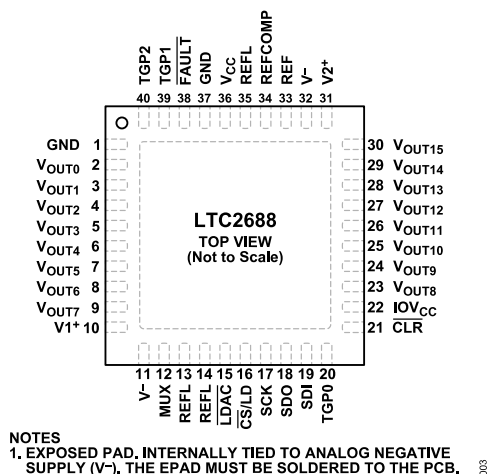 TGP2 TGP1 FAULT GND VCC REFL REFCOMP REF V– V2+
40 39 38 37 36 35 34 33 32 31
GND 1
VOUT0 2
VOUT1 3
VOUT2 4
VOUT3 5
VOUT4 6
VOUT5 7
VOUT6 8
VOUT7 9
V1+ 10
LTC2688
TOP VIEW
(Not to Scale)
30 VOUT15
29 VOUT14
28 VOUT13
27 VOUT12
26 VOUT11
25 VOUT10
24 VOUT9
23 VOUT8
22 IOVCC
21 CLR
11 12 13 14 15 16 17 18 19 20
V– MUX REFL REFL LDAC CS/LD SCK SDO SDI TGP0
NOTES
1. EXPOSED PAD. INTERNALLY TIED TO ANALOG NEGATIVE
SUPPLY (V–). THE EPAD MUST BE SOLDERED TO THE PCB.
003